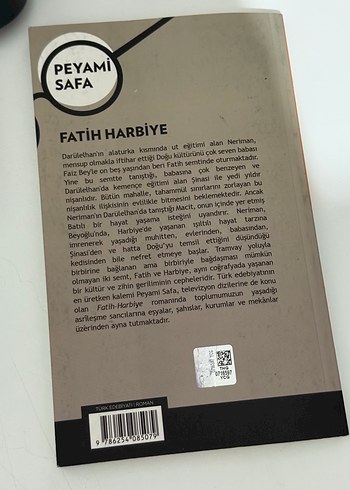 PEYAMİ
SAFA
FATİH HARBİYE
Darülelhan'ın alaturka kısmında ut eğitimi alan Neriman,
mensup olmakla iftihar ettiği Doğu kültürünü çok seven babası
Faiz Bey'le on beş yaşından beri Fatih semtinde oturmaktadır.
Yine bu semtte tanıştığı, babasına çok benzeyen ve
Darülelhan'da kemençe eğitimi alan Şinasi ile yedi yıldır
nişanlıdır. Bütün mahalle, tahammül sınırlarını zorlayan bu
nişanlılık ilişkisinin evlilikle bitmesini beklemektedir. Ancak
Neriman'ın Darülelhan'da tanıştığı Macit, onun içinde yer etmiş
Batılı bir hayat yaşama isteğini uyandırır. Neriman,
Beyoğlu'nda, Harbiye'de yaşanan ışıltılı hayat tarzına
imrenerek yaşadığı muhitten, evlerinden, babasından,
Şinasi'den ve hatta Doğu'yu temsil ettiğini düşündüğü
kedisinden bile nefret etmeye başlar. Tramvay yoluyla
birbirine bağlanan ama birbiriyle bağdaşması mümkün
olmayan iki semt, Fatih ve Harbiye, aynı coğrafyada yaşanan
bir kültür ve zihin geriliminin cepheleridir. Türk edebiyatının
en üretken kalemi Peyami Safa, televizyon dizilerine de konu
olan Fatih-Harbiye romanında toplumumuzun yaşadığı
asrîleşme sancılarına eşyalar, şahıslar, kurumlar ve mekânlar
üzerinden ayna tutmaktadır.
YCG
TÜRK EDEBİYATI | ROMAN
9 786254 085079